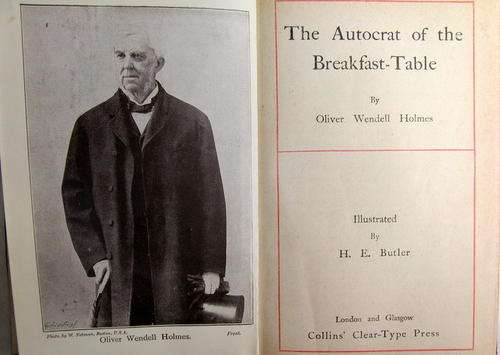 Photo by W. Notman, Boston, U.S.A.
Front.
Oliver Wendell Holmes.
The Autocrat of the
Breakfast-Table
By
Oliver Wendell Holmes
Illustrated
By
H. E. Butler
London and Glasgow
Collins' Clear-Type Press